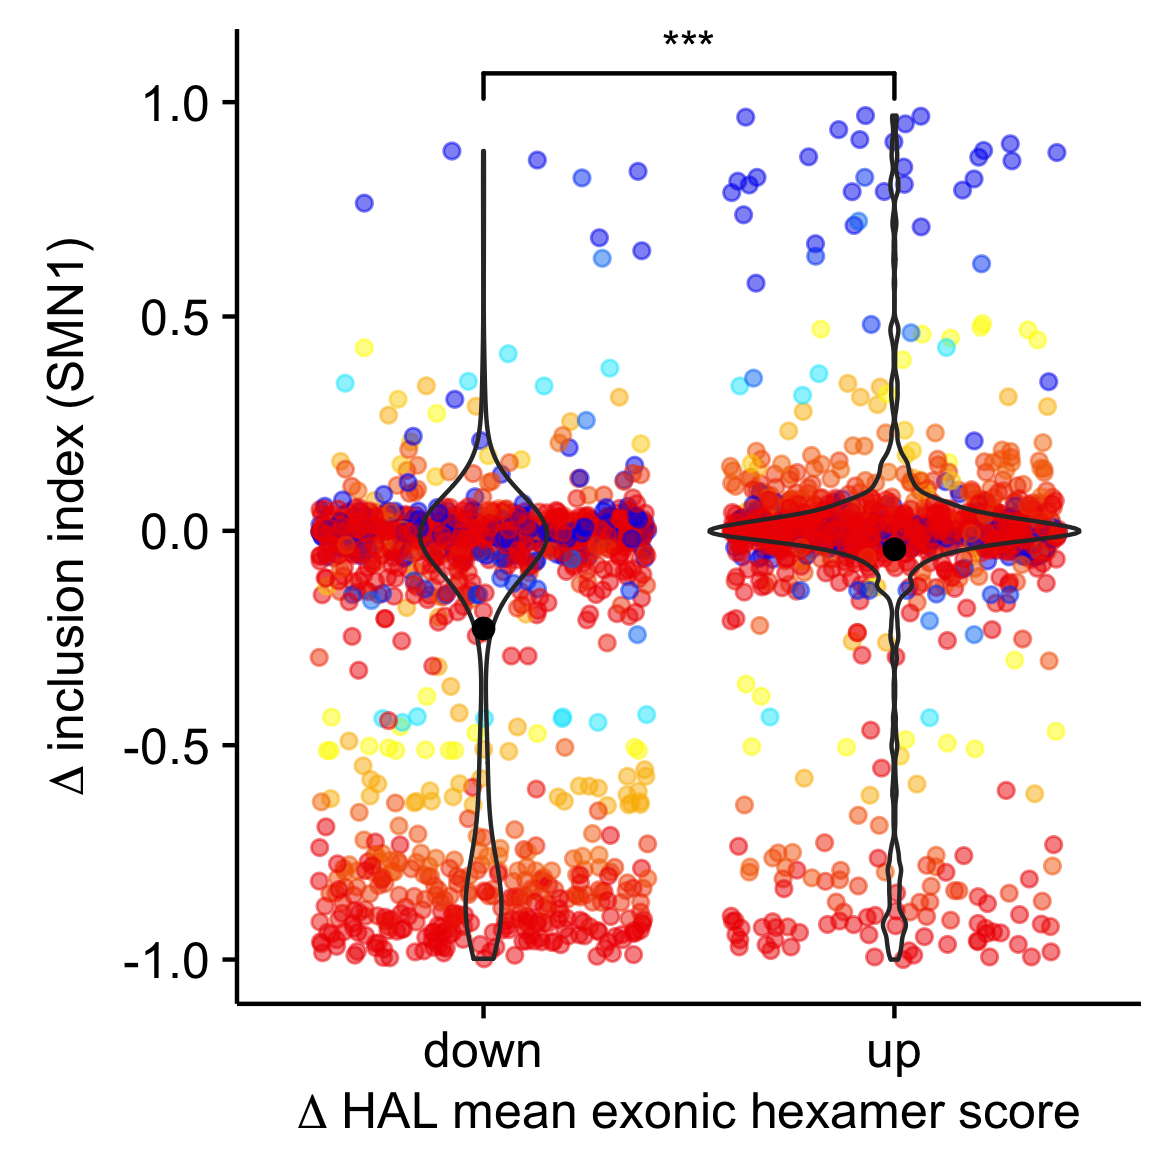 ***
1.0
0.5
0.0
-0.5
-1.0
Δ inclusion index (SMN1)
down up
Δ HAL mean exonic hexamer score